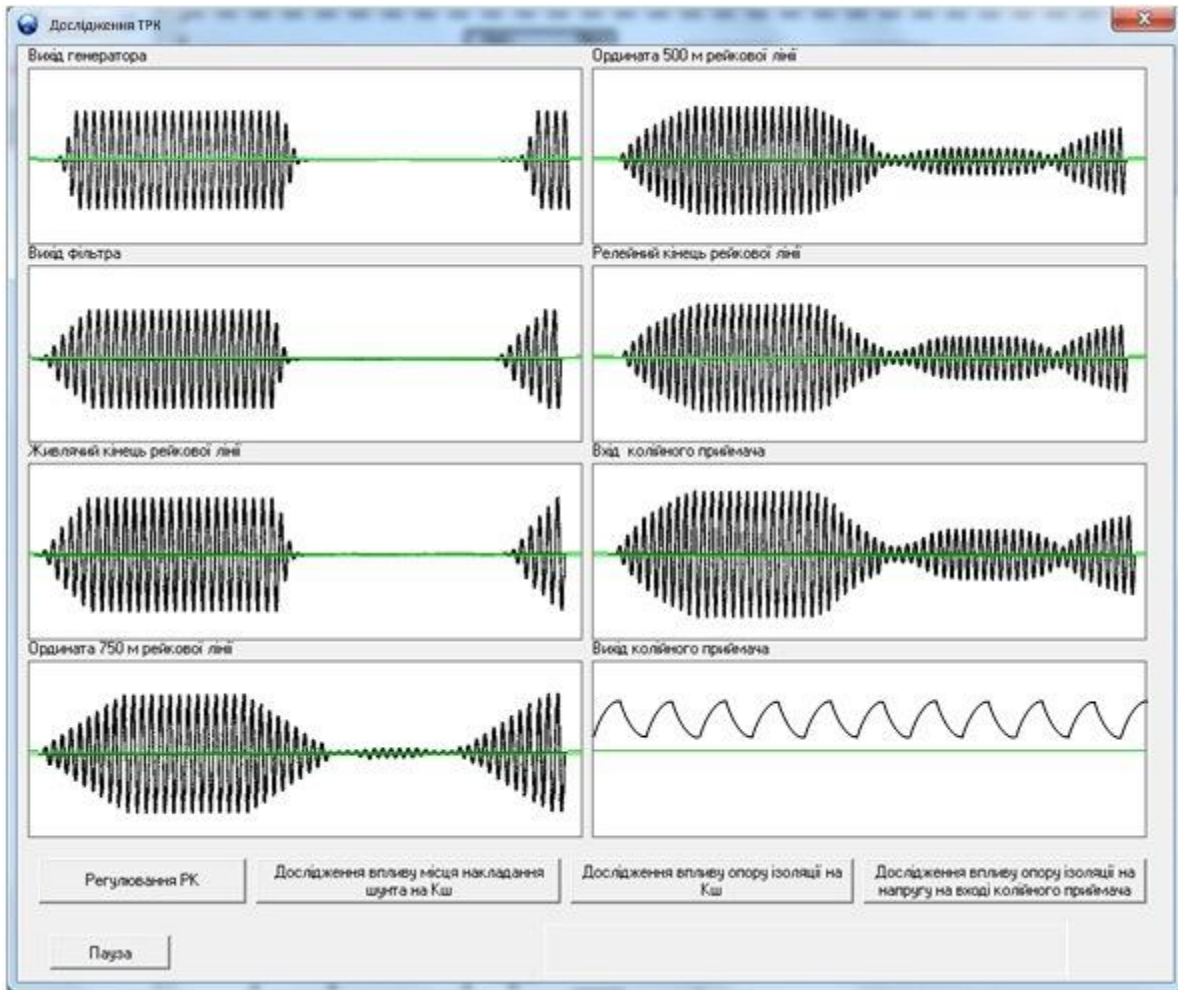 Дослідження ТРК
Вихід генератора
Ордината 500 м рейкової лінії
Вихід фільтра
Релейний кінець рейкової лінії
Живлячий кінець рейкової лінії
Вхід колійного приймача
Ордината 750 м рейкової лінії
Вихід колійного приймача
Регулювання РК
Дослідження впливу місця накладання
шунта на Кш
Дослідження впливу опору ізоляції на
Кш
Дослідження впливу опору ізоляції на
напругу на вході колійного приймача
Пауза